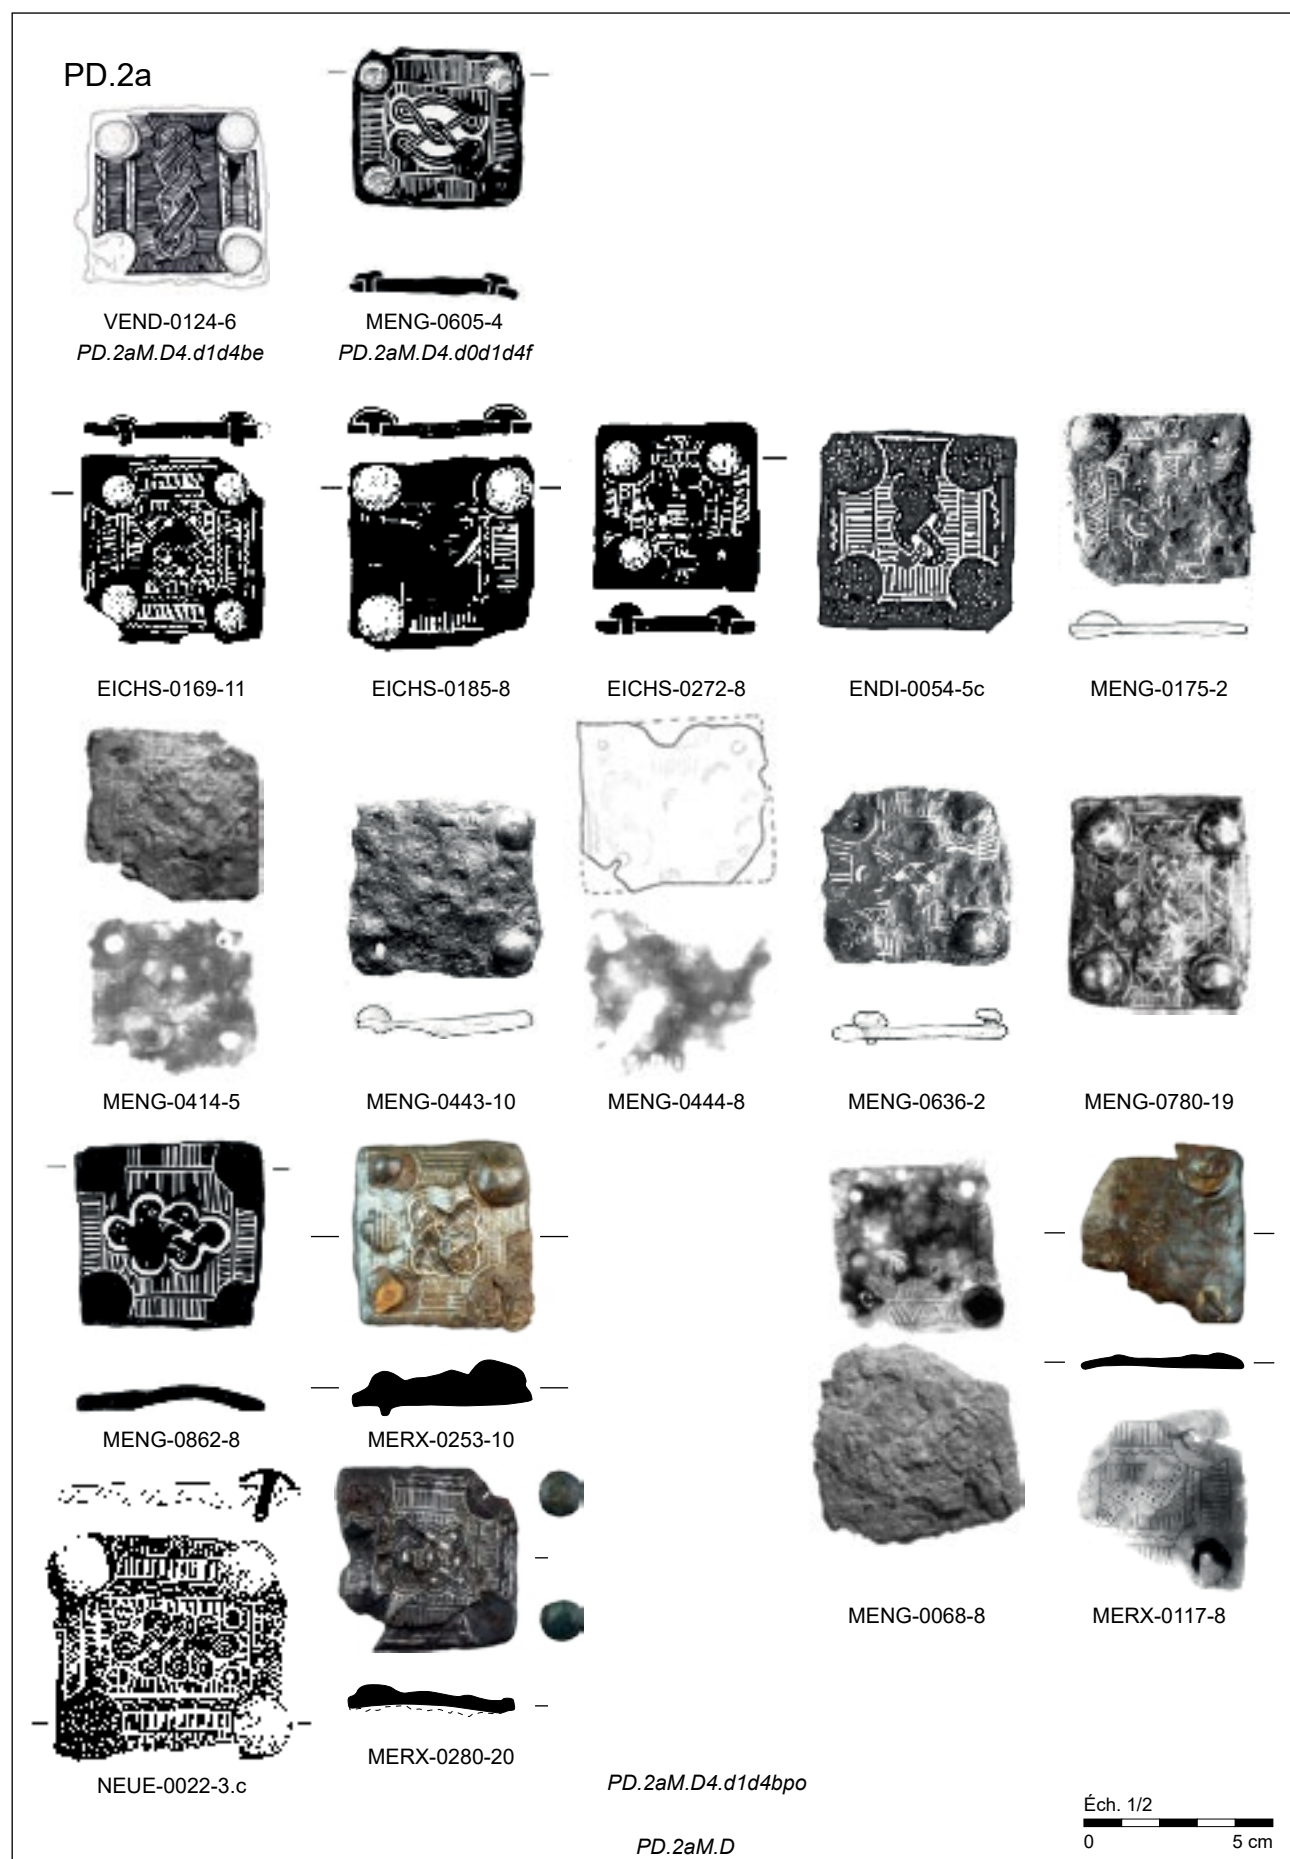 PD.2a
VEND-0124-6
PD.2aM.D4.d1d4be
MENG-0605-4
PD.2aM.D4.d0d1d4f
EICHS-0169-11
EICHS-0185-8
EICHS-0272-8
ENDI-0054-5c
MENG-0175-2
MENG-0414-5
MENG-0443-10
MENG-0444-8
MENG-0636-2
MENG-0780-19
MENG-0862-8
MERX-0253-10
MENG-0068-8
MERX-0117-8
NEUE-0022-3.c
MERX-0280-20
PD.2aM.D4.d1d4bpo
PD.2aM.D
Éch. 1/2
0 5 cm